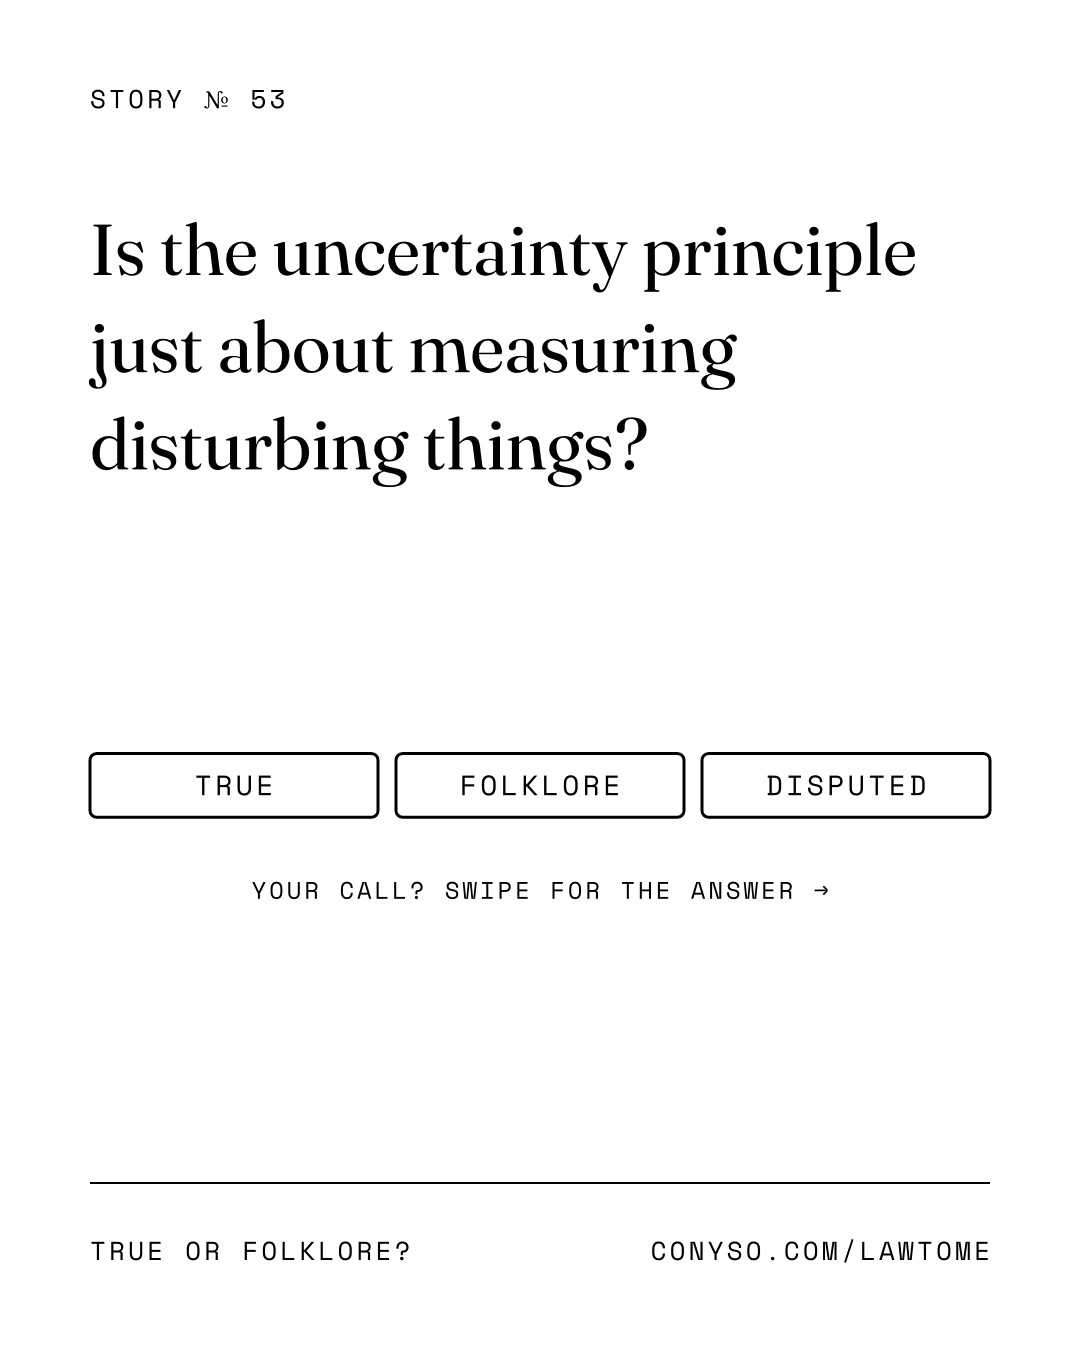 STORY № 53
Is the uncertainty principle
just about measuring
disturbing things?
TRUE
FOLKLORE
DISPUTED
YOUR CALL? SWIPE FOR THE ANSWER →
TRUE OR FOLKLORE?
CONYSO.COM/LAWTOME